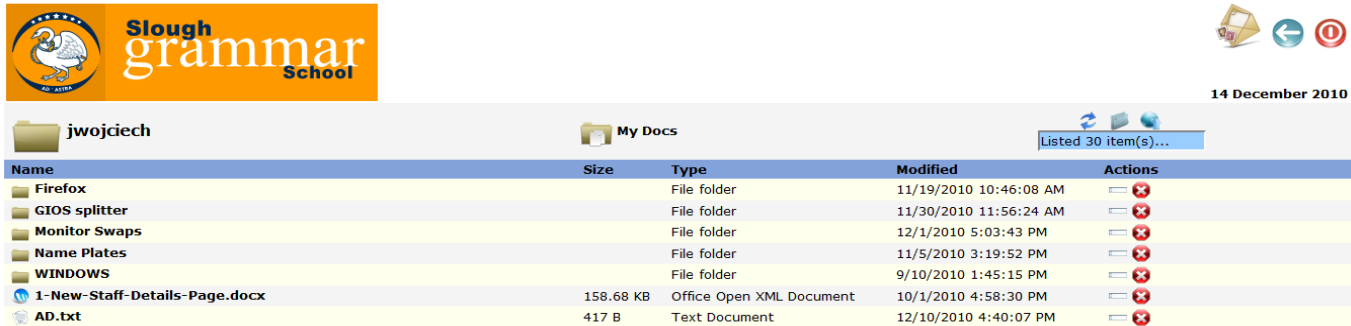 Slough
grammar
School
AD · ASTRA
14 December 2010
jwojciech
My Docs
Listed 30 item(s)...
Name Size Type Modified Actions
Firefox File folder 11/19/2010 10:46:08 AM
GIOS splitter File folder 11/30/2010 11:56:24 AM
Monitor Swaps File folder 12/1/2010 5:03:43 PM
Name Plates File folder 11/5/2010 3:19:52 PM
WINDOWS File folder 9/10/2010 1:45:15 PM
1-New-Staff-Details-Page.docx 158.68 KB Office Open XML Document 10/1/2010 4:58:30 PM
AD.txt 417 B Text Document 12/10/2010 4:40:07 PM